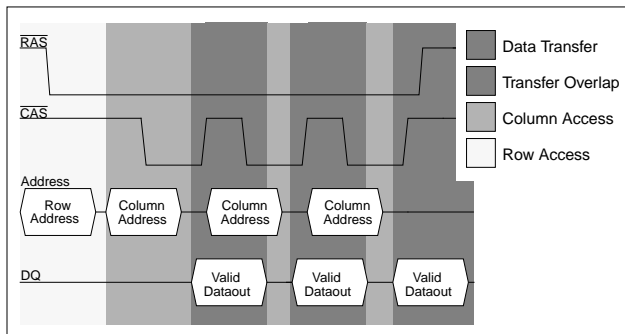 RAS
CAS
Address
Row
Address
Column
Address
Column
Address
Column
Address
DQ
Valid
Dataout
Valid
Dataout
Valid
Dataout
Data Transfer
Transfer Overlap
Column Access
Row Access